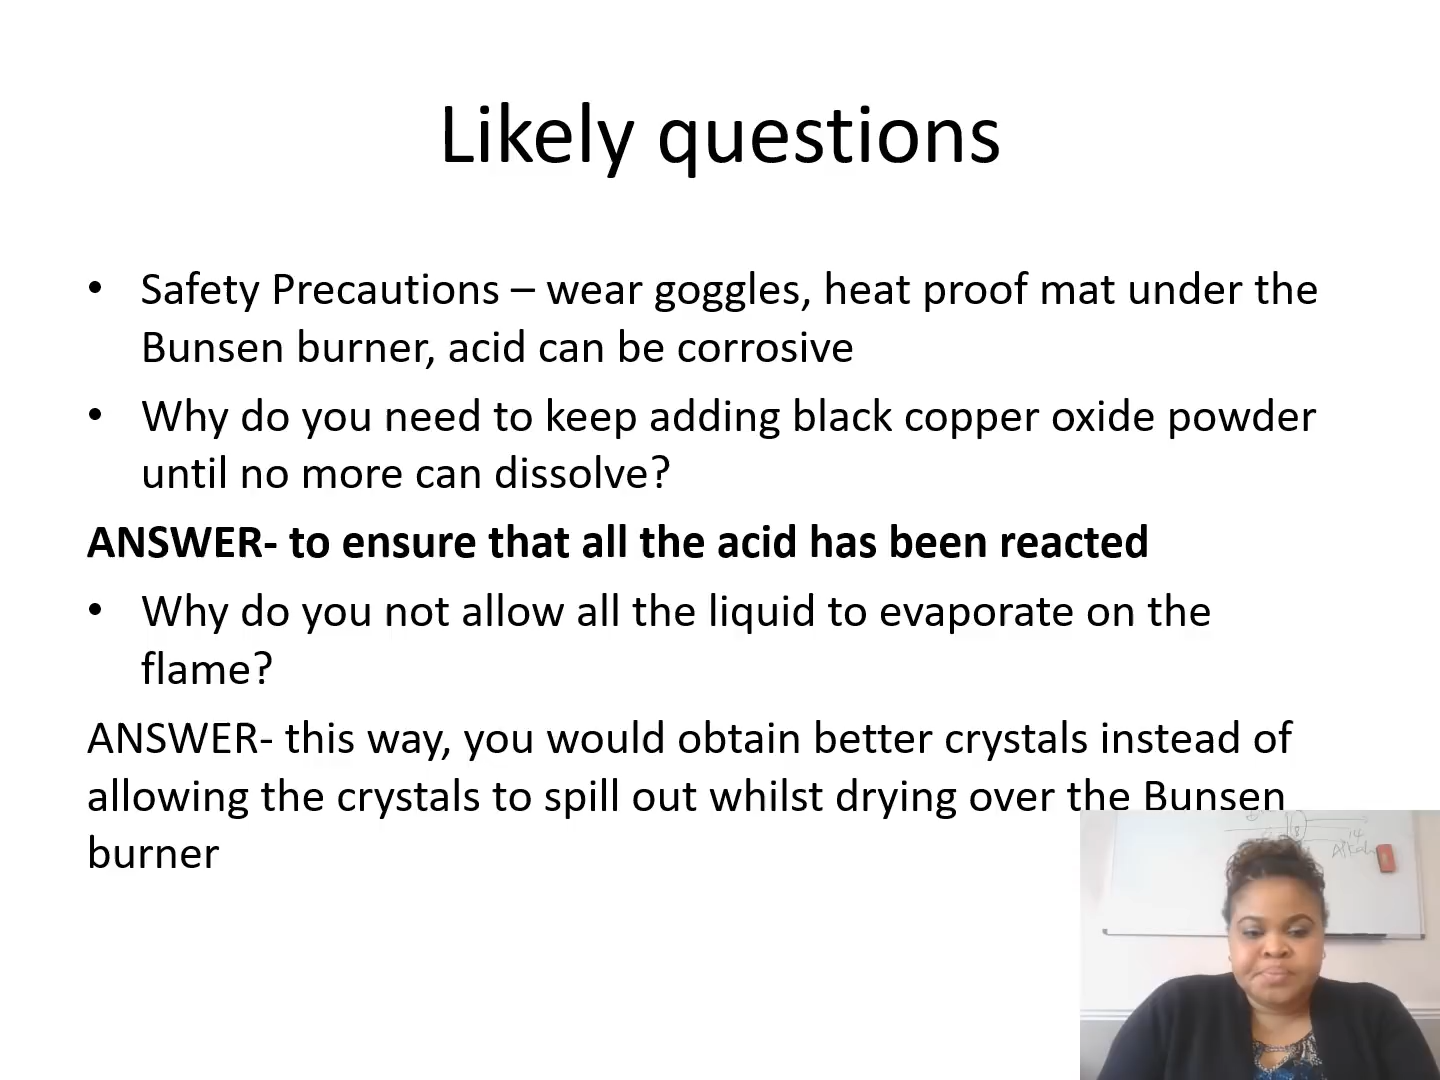 Likely questions
• Safety Precautions – wear goggles, heat proof mat under the
Bunsen burner, acid can be corrosive
• Why do you need to keep adding black copper oxide powder
until no more can dissolve?
ANSWER- to ensure that all the acid has been reacted
• Why do you not allow all the liquid to evaporate on the
flame?
ANSWER- this way, you would obtain better crystals instead of
allowing the crystals to spill out whilst drying over the Bunsen
burner
14